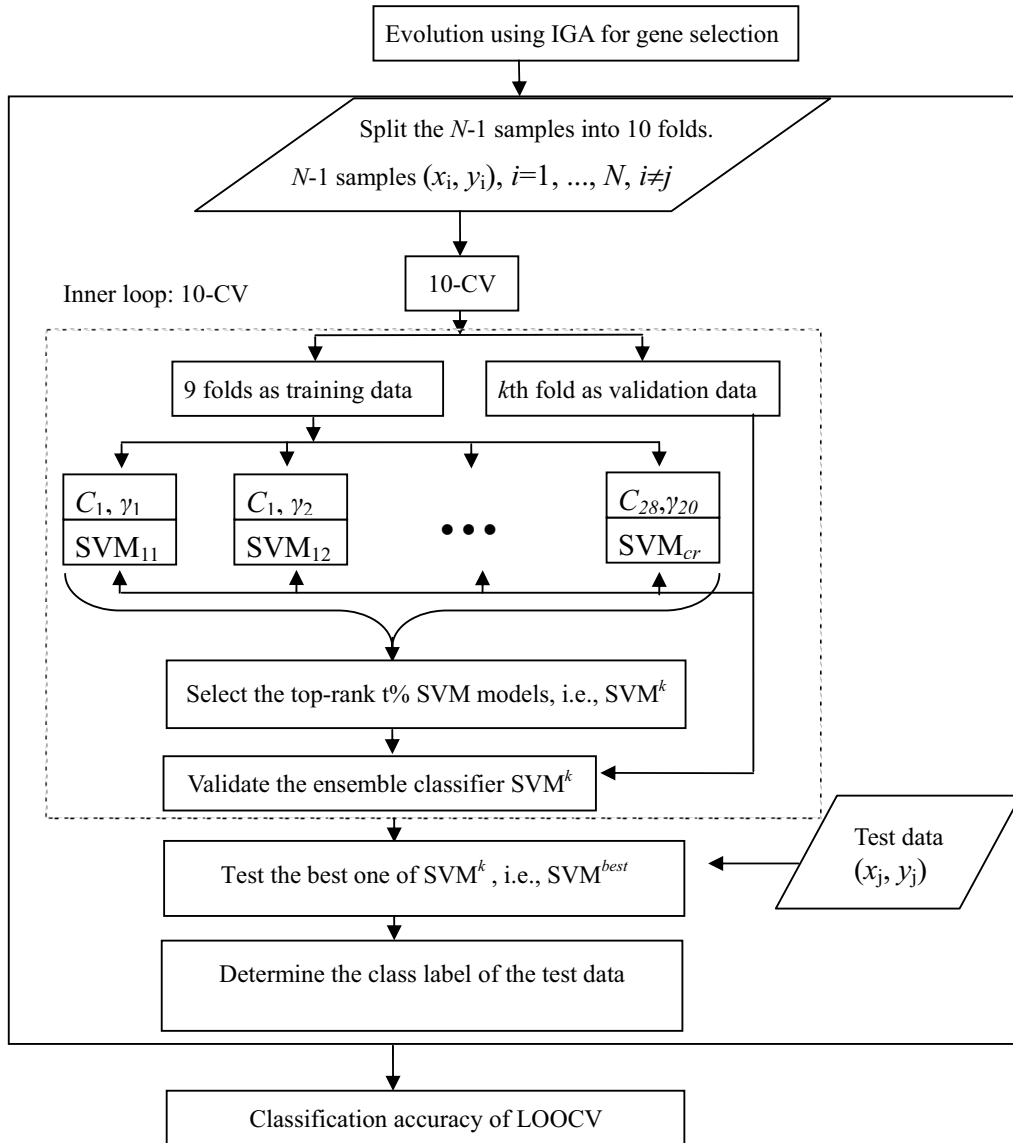 Evolution using IGA for gene selection
Split the N-1 samples into 10 folds.
N-1 samples (xi, yi), i=1, ..., N, i≠j
10-CV
Inner loop: 10-CV
9 folds as training data
kth fold as validation data
C1, γ1
SVM11
C1, γ2
SVM12
•••
C28,γ20
SVMcr
Select the top-rank t% SVM models, i.e., SVMk
Validate the ensemble classifier SVMk
Test data
(xj, yj)
Test the best one of SVMk , i.e., SVMbest
Determine the class label of the test data
Classification accuracy of LOOCV